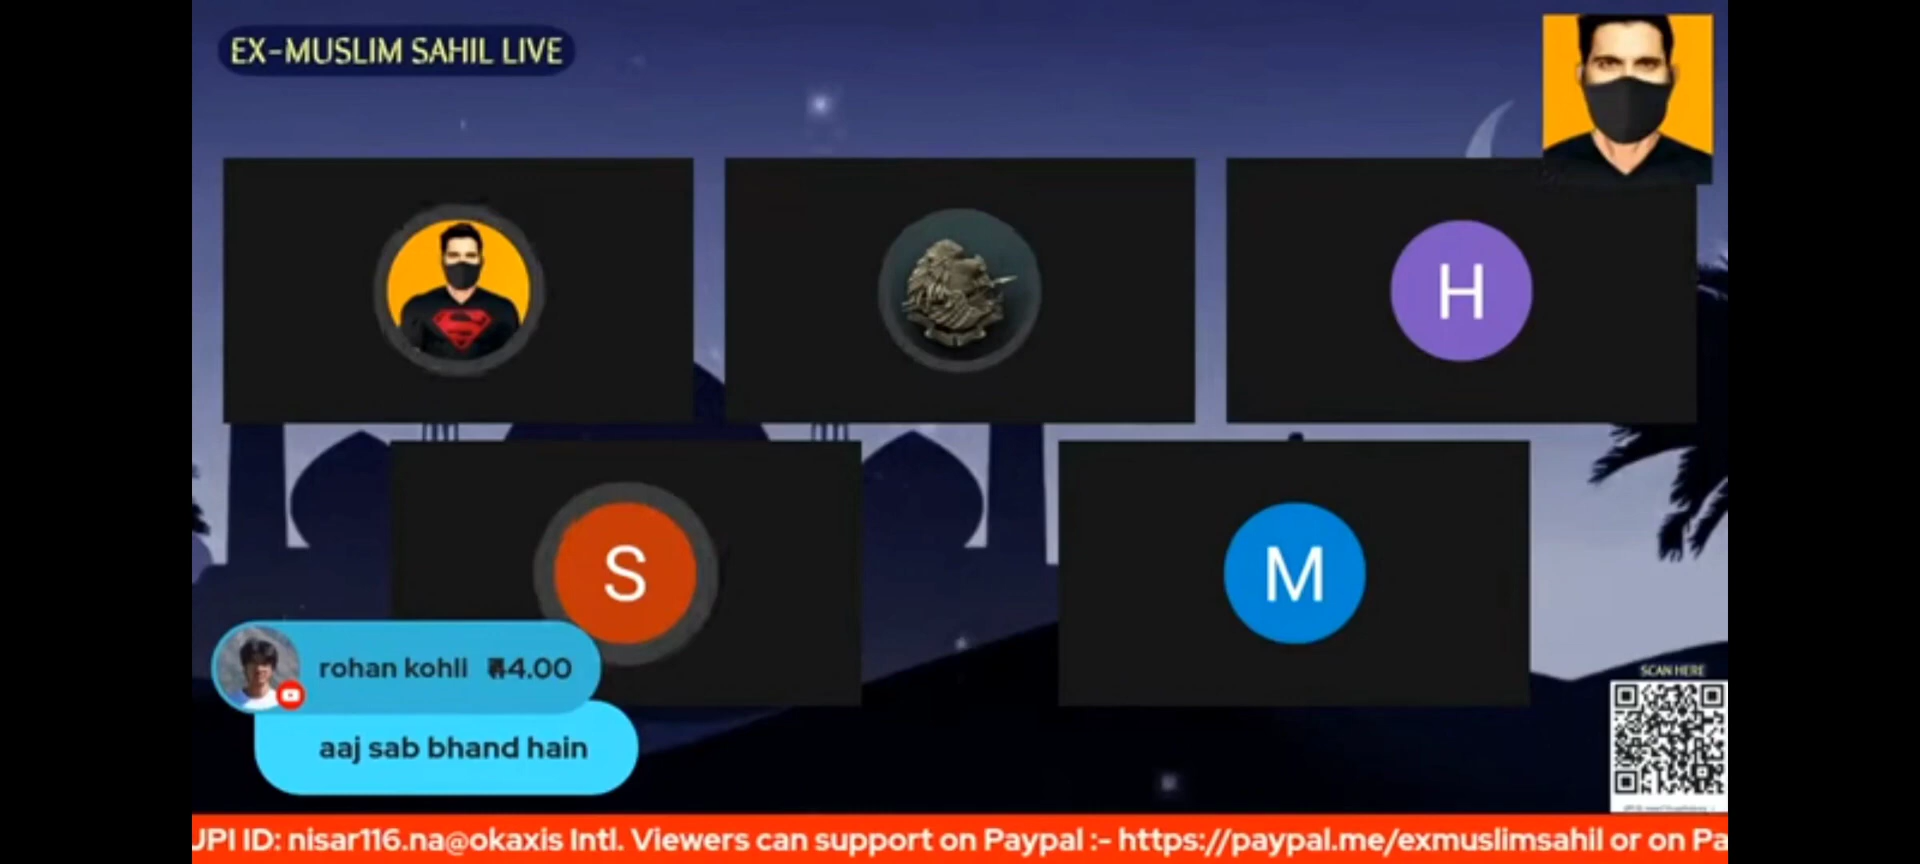 EX-MUSLIM SAHIL LIVE
H
S
M
rohan kohli 44.00
aaj sab bhand hain
SCAN HERE
UPI ID: nisar116.na@okaxis Intl. Viewers can support on Paypal :- https://paypal.me/exmuslimsahil or on Pa